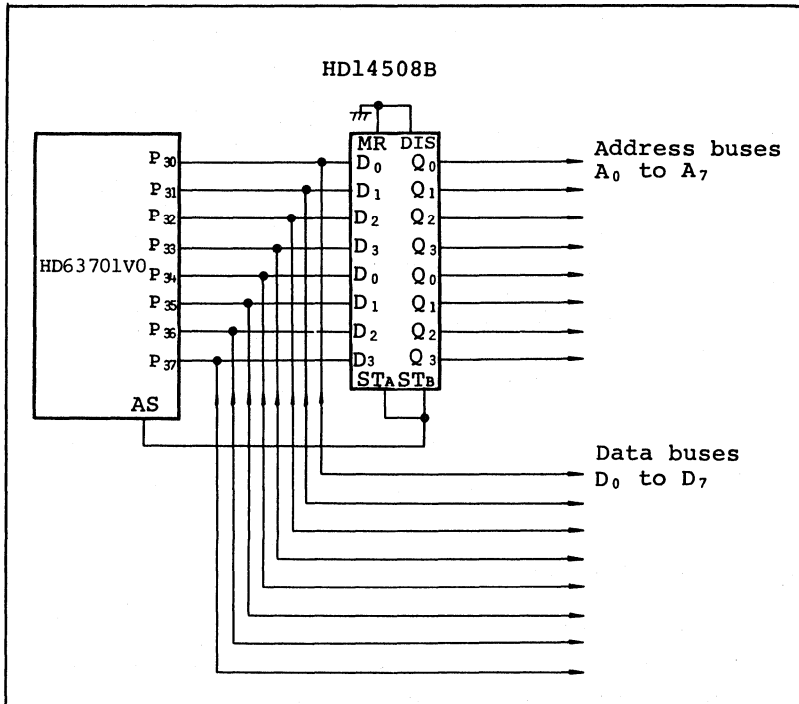 HD14508B
MR DIS
P₃₀ D₀ Q₀ Address buses
P₃₁ D₁ Q₁ A₀ to A₇
P₃₂ D₂ Q₂
P₃₃ D₃ Q₃
HD63701V0
P₃₄ D₀ Q₀
P₃₅ D₁ Q₁
P₃₆ D₂ Q₂
P₃₇ D₃ Q₃
STA STB
AS
Data buses
D₀ to D₇